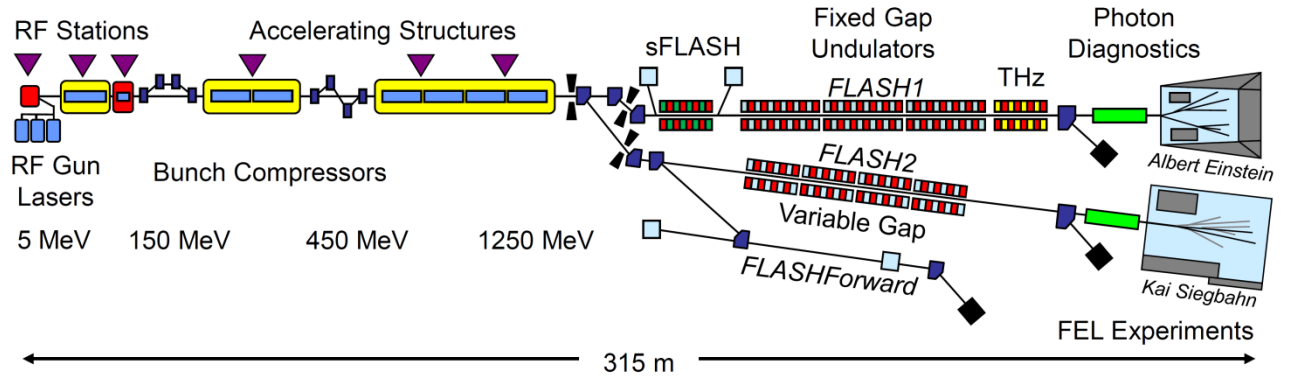 RF Stations
Accelerating Structures
sFLASH
Fixed Gap
Undulators
Photon
Diagnostics
FLASH1
THz
RF Gun
Lasers
Bunch Compressors
FLASH2
Albert Einstein
Variable Gap
5 MeV
150 MeV
450 MeV
1250 MeV
FLASHForward
Kai Siegbahn
FEL Experiments
315 m